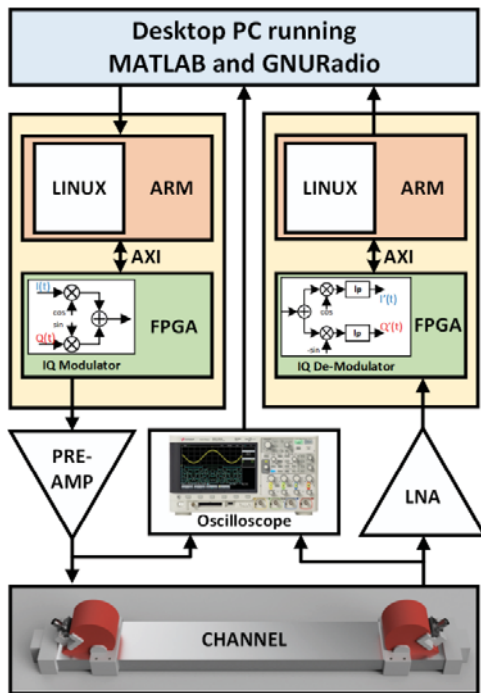 Desktop PC running
MATLAB and GNURadio
LINUX
ARM
AXI
I(t)
cos
sin
Q(t)
IQ Modulator
FPGA
LINUX
ARM
AXI
cos
lp
I'(t)
-sin
lp
Q'(t)
IQ De-Modulator
FPGA
PRE-
AMP
Oscilloscope
LNA
CHANNEL